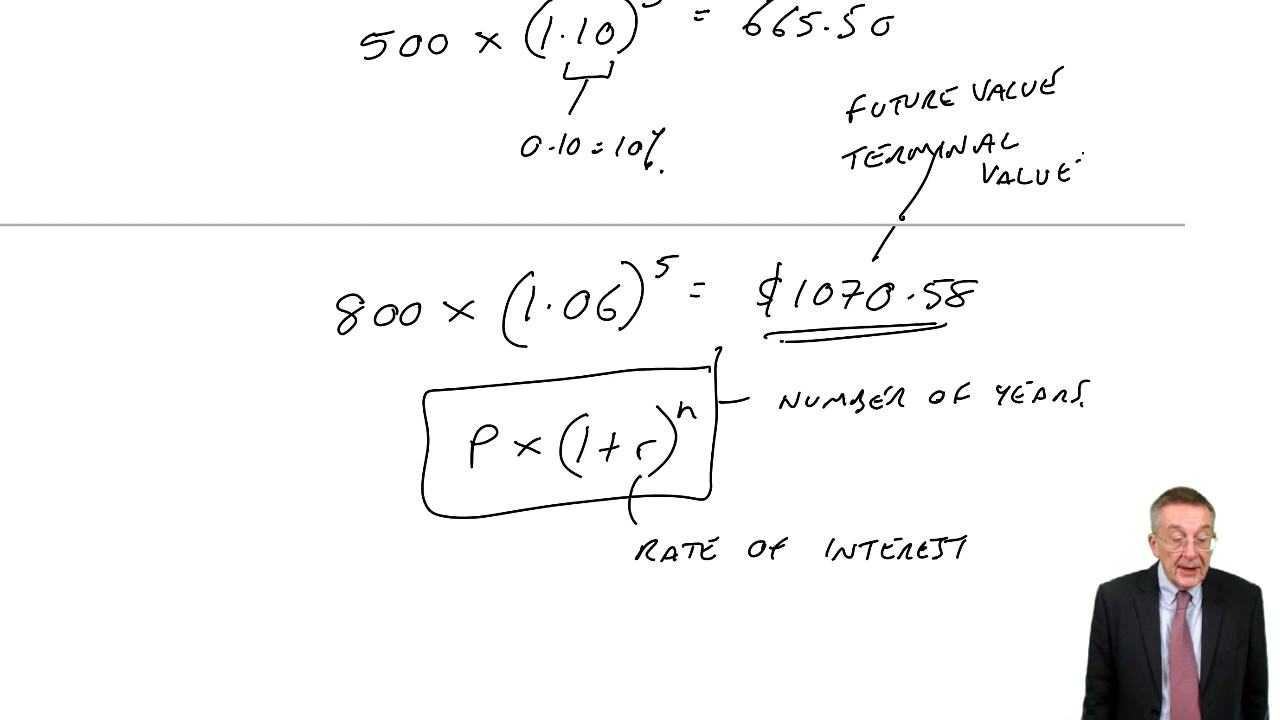 500 × (1.10) = 665.50
0.10 = 10%.
FUTURE VALUE
TERMINAL
VALUE.
800 × (1.06)^5 = $1070.58
NUMBER OF YEARS.
P × (1 + r)^n
RATE OF INTEREST